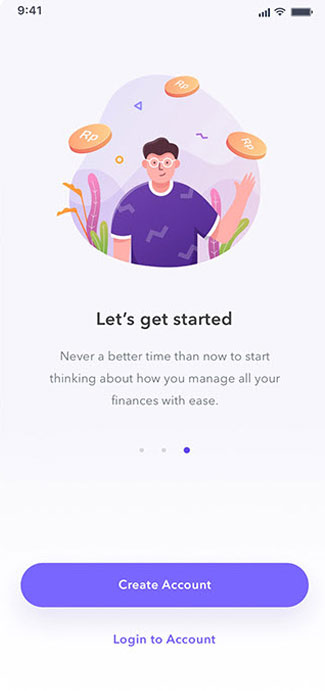 9:41
Rp
Rp
Rp
Let's get started
Never a better time than now to start
thinking about how you manage all your
finances with ease.
Create Account
Login to Account